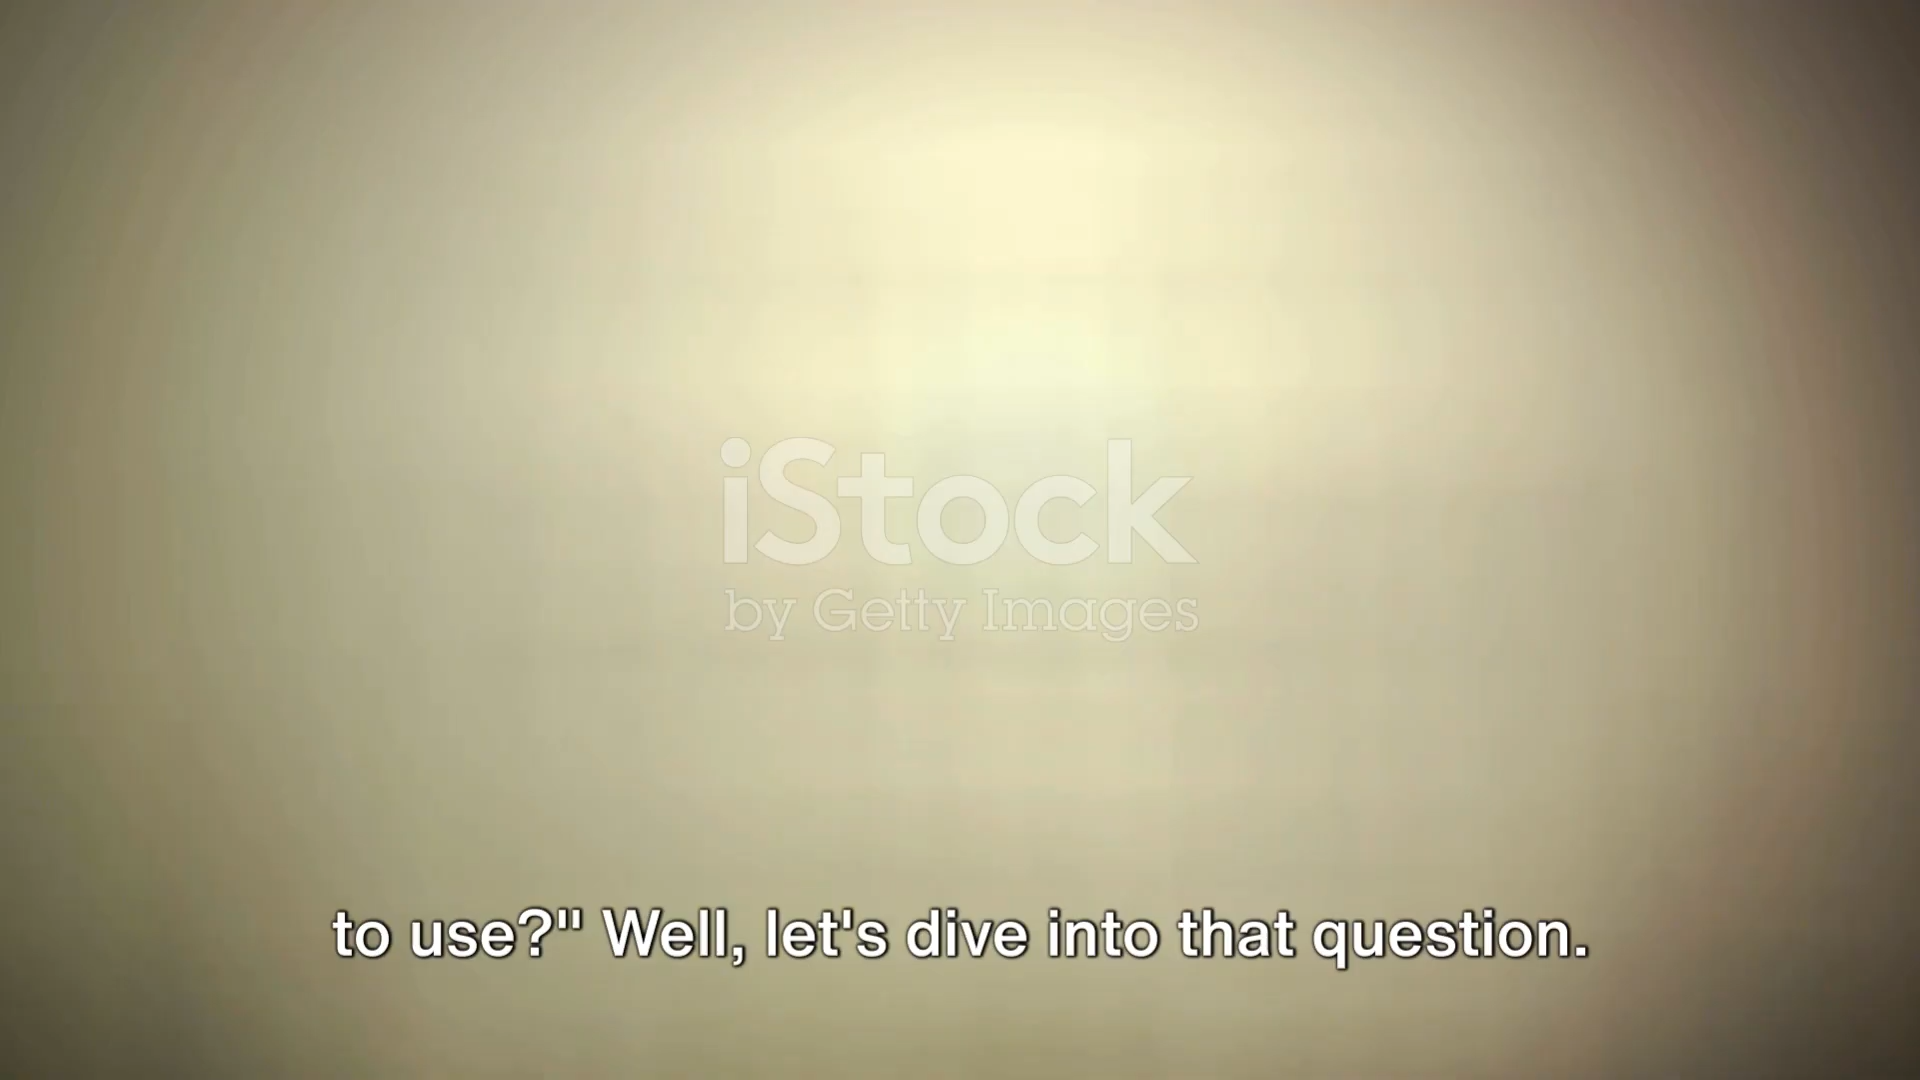 iStock
by Getty Images
to use?" Well, let's dive into that question.